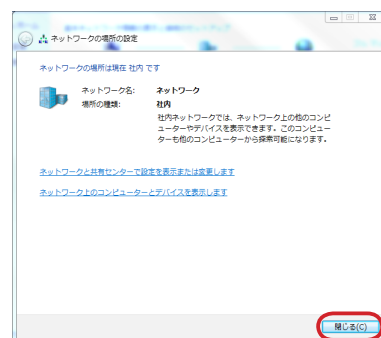 ネットワークの場所の設定
ネットワークの場所は現在 社内 です
ネットワーク名: ネットワーク
場所の種類: 社内
社内ネットワークでは、ネットワーク上の他のコンピ
ューターやデバイスを表示できます。このコンピュー
ターも他のコンピューターから探索可能になります。
ネットワークと共有センターで設定を表示または変更します
ネットワーク上のコンピューターとデバイスを表示します
閉じる(C)